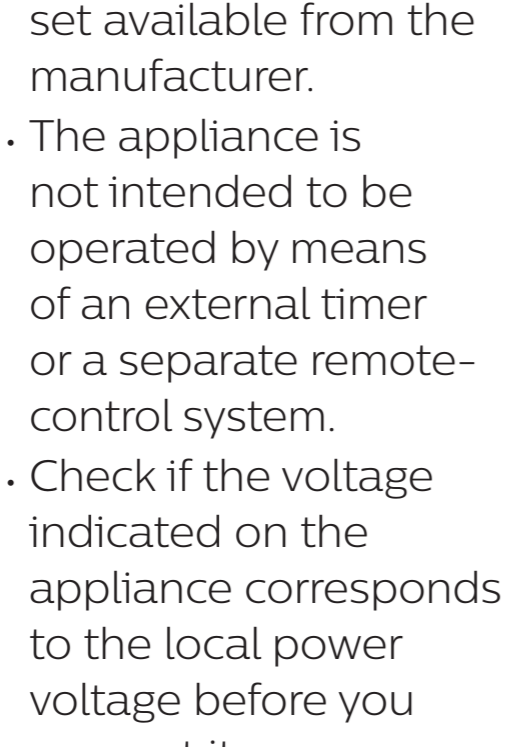 set available from the
manufacturer.
• The appliance is
not intended to be
operated by means
of an external timer
or a separate remote-
control system.
• Check if the voltage
indicated on the
appliance corresponds
to the local power
voltage before you